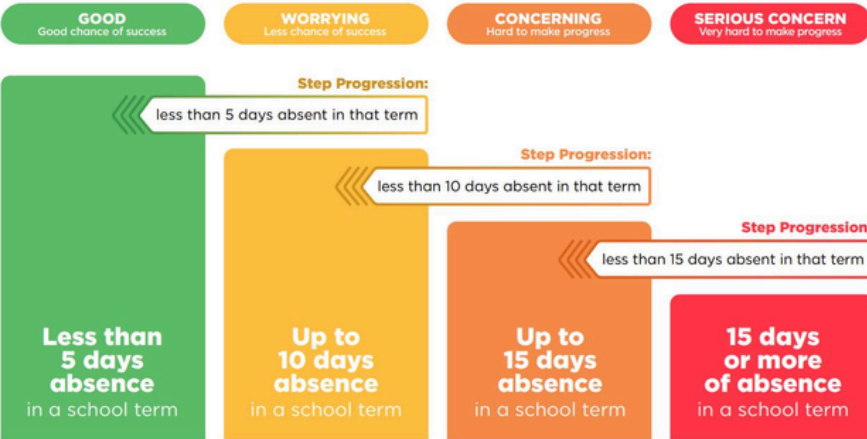 GOOD
Good chance of success
WORRYING
Less chance of success
CONCERNING
Hard to make progress
SERIOUS CONCERN
Very hard to make progress
Step Progression:
less than 5 days absent in that term
Step Progression:
less than 10 days absent in that term
Step Progression
less than 15 days absent in that term
Less than
5 days
absence
in a school term
Up to
10 days
absence
in a school term
Up to
15 days
absence
in a school term
15 days
or more
of absence
in a school term